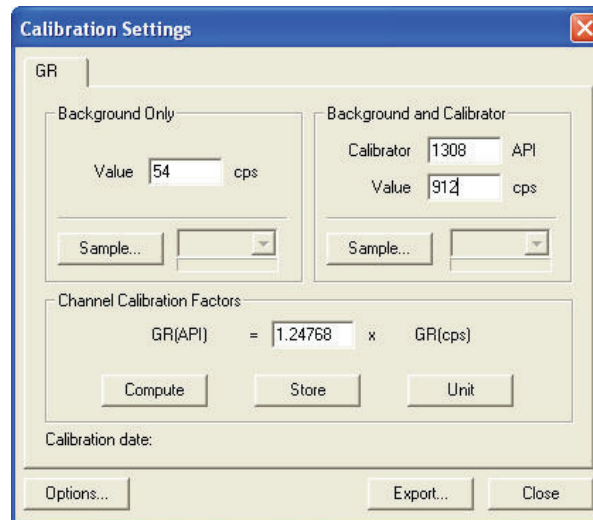 Calibration Settings
GR
Background Only
Value 54 cps
Sample...
Background and Calibrator
Calibrator 1308 API
Value 912 cps
Sample...
Channel Calibration Factors
GR(API) = 1.24768 x GR(cps)
Compute Store Unit
Calibration date:
Options... Export... Close